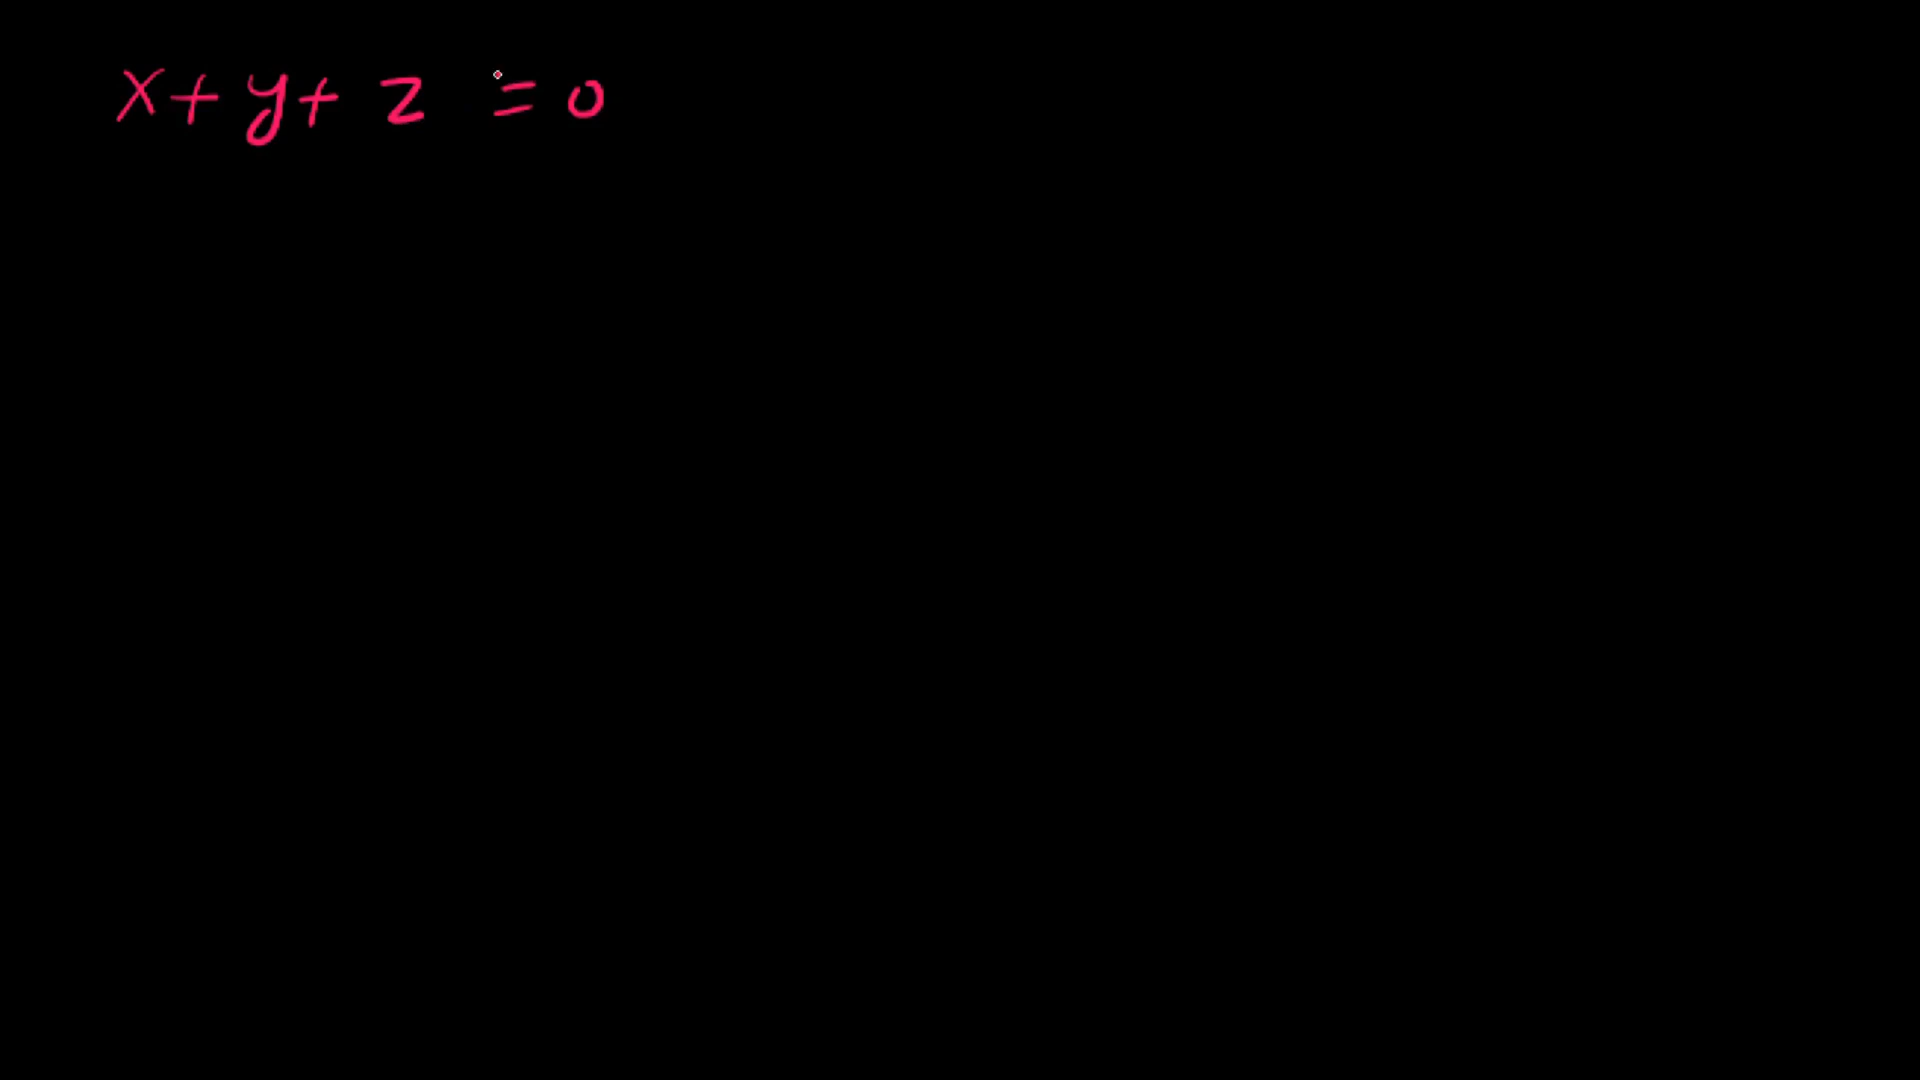 x + y + z = 0